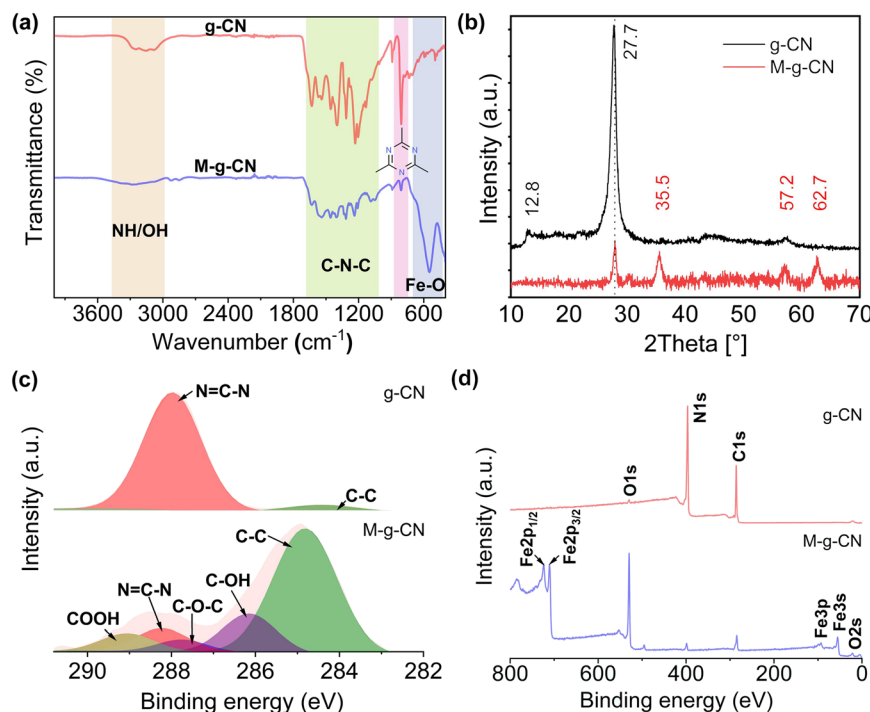 (a)
g-CN
M-g-CN
NH/OH
C-N-C
Fe-O
N
N
N
Transmittance (%)
3600
3000
2400
1800
1200
600
Wavenumber (cm⁻¹)
(b)
27.7
g-CN
M-g-CN
12.8
35.5
57.2
62.7
Intensity (a.u.)
10
20
30
40
50
60
70
2Theta [°]
(c)
N=C-N
g-CN
C-C
M-g-CN
C-C
C-OH
N=C-N
C-O-C
COOH
Intensity (a.u.)
290
288
286
284
282
Binding energy (eV)
(d)
N1s
g-CN
C1s
O1s
M-g-CN
Fe2p1/2
Fe2p3/2
Fe3p
Fe3s
O2s
Intensity (a.u.)
800
600
400
200
0
Binding energy (eV)